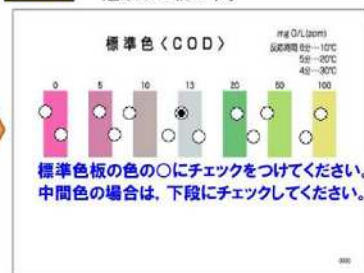 標準色〈COD〉
mg O/L(ppm)
反応時間 6分…10℃
5分…20℃
4分…30℃
0 5 10 13 20 50 100
標準色板の色の○にチェックをつけてください。
中間色の場合は，下段にチェックしてください。